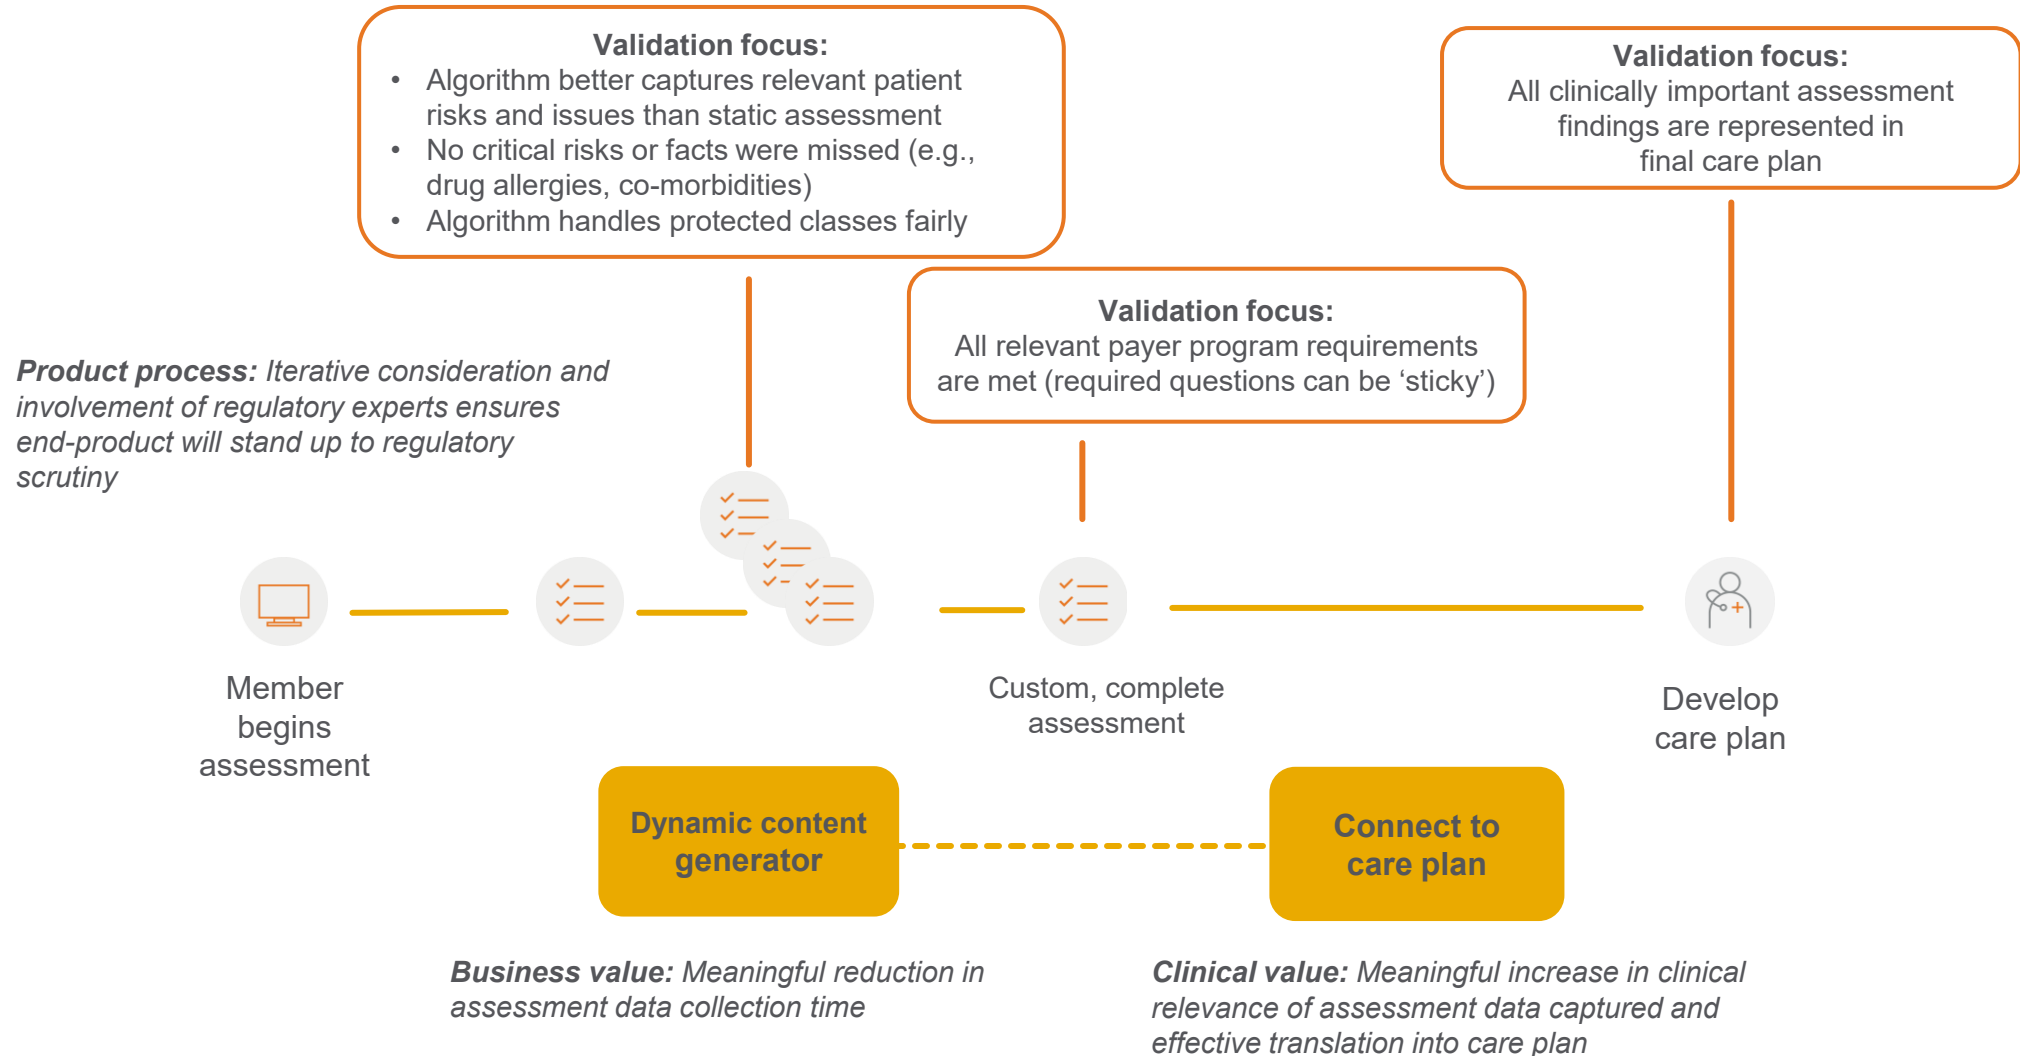 Validation focus:
• Algorithm better captures relevant patient
risks and issues than static assessment
• No critical risks or facts were missed (e.g.,
drug allergies, co-morbidities)
• Algorithm handles protected classes fairly
Validation focus:
All clinically important assessment
findings are represented in
final care plan
Validation focus:
All relevant payer program requirements
are met (required questions can be ‘sticky’)
Product process: Iterative consideration and
involvement of regulatory experts ensures
end-product will stand up to regulatory
scrutiny
Member
begins
assessment
Custom, complete
assessment
Develop
care plan
Dynamic content
generator
Connect to
care plan
Business value: Meaningful reduction in
assessment data collection time
Clinical value: Meaningful increase in clinical
relevance of assessment data captured and
effective translation into care plan